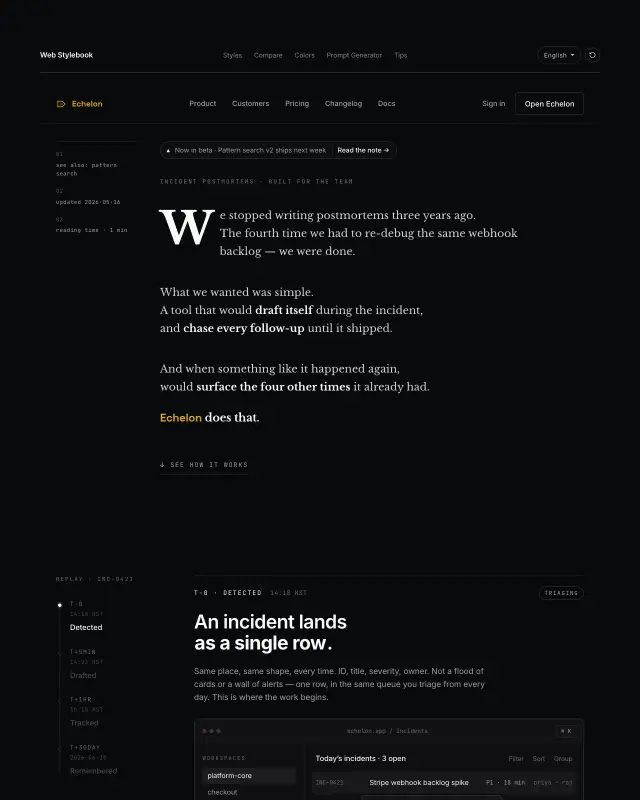 Web Stylebook
Styles Compare Colors Prompt Generator Tips
English
Echelon
Product Customers Pricing Changelog Docs
Sign in
Open Echelon
01
see also: pattern
search
02
updated 2026-05-16
03
reading time · 1 min
▲ Now in beta · Pattern search v2 ships next week
Read the note →
INCIDENT POSTMORTEMS · BUILT FOR THE TEAM
We stopped writing postmortems three years ago.
The fourth time we had to re-debug the same webhook
backlog — we were done.
What we wanted was simple.
A tool that would draft itself during the incident,
and chase every follow-up until it shipped.
And when something like it happened again,
would surface the four other times it already had.
Echelon does that.
↓ SEE HOW IT WORKS
REPLAY · INC-0421
T-0
14:18 KST
Detected
T+5MIN
14:23 KST
Drafted
T+1HR
15:18 KST
Tracked
T+30DAY
Remembered
T-0 · DETECTED 14:18 KST
TRIAGING
An incident lands
as a single row.
Same place, same shape, every time. ID, title, severity, owner. Not a flood of
cards or a wall of alerts — one row, in the same queue you triage from every
day. This is where the work begins.
echelon.app / Incidents
⌘ K
WORKSPACES
platform-core
checkout
Today's incidents · 3 open
Filter Sort Group
INC-0421 Stripe webhook backlog spike P1 · 18 min